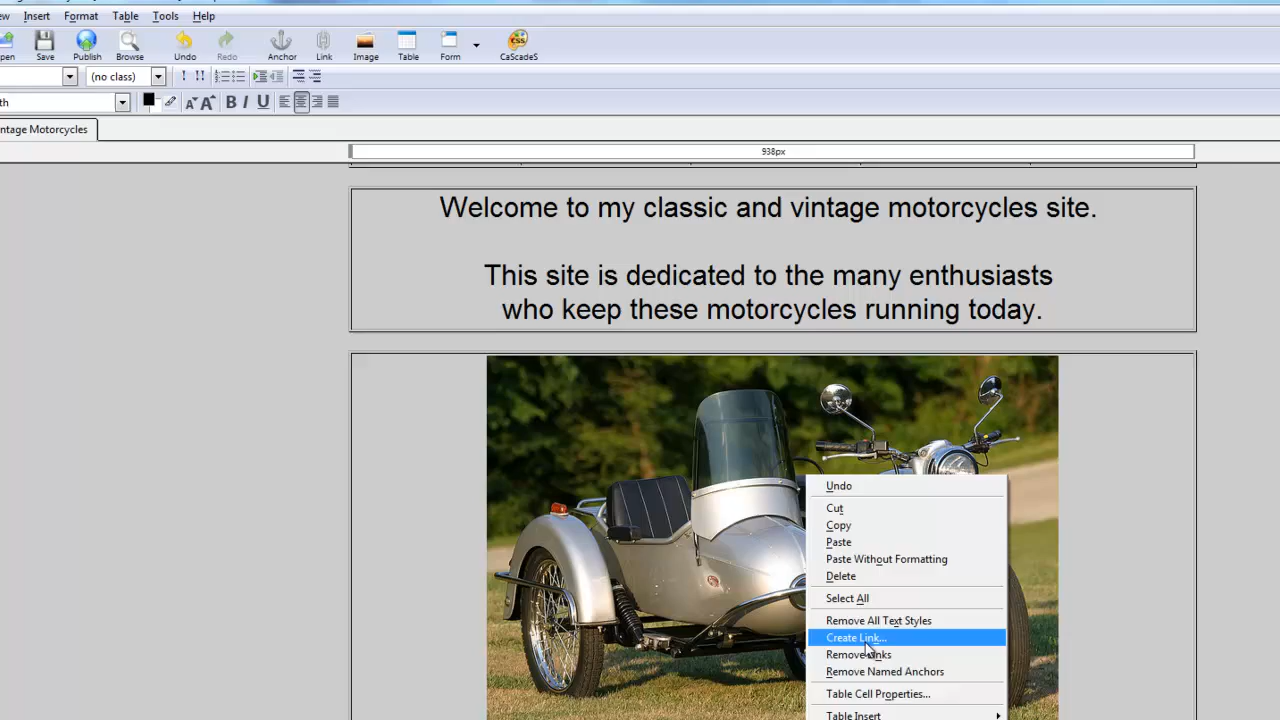 Insert Format Table Tools Help
Save Publish Browse Undo Redo Anchor Link Image Table Form CaScadeS
(no class) ! !!
A A B I U
ntage Motorcycles
938px
Welcome to my classic and vintage motorcycles site.
This site is dedicated to the many enthusiasts
who keep these motorcycles running today.
Undo
Cut
Copy
Paste
Paste Without Formatting
Delete
Select All
Remove All Text Styles
Create Link...
Remove Links
Remove Named Anchors
Table Cell Properties...
Table Insert